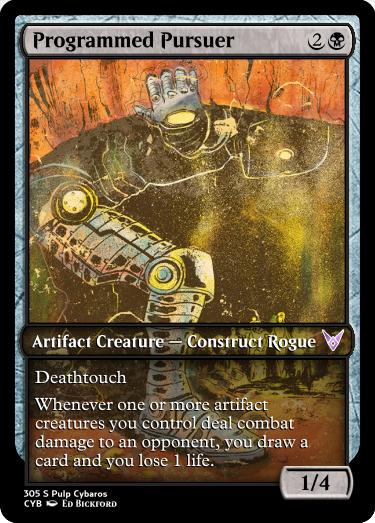 Programmed Pursuer 2
Artifact Creature — Construct Rogue
Deathtouch
Whenever one or more artifact
creatures you control deal combat
damage to an opponent, you draw a
card and you lose 1 life.
1/4
305 S Pulp Cybaros
CYB Ed Bickford